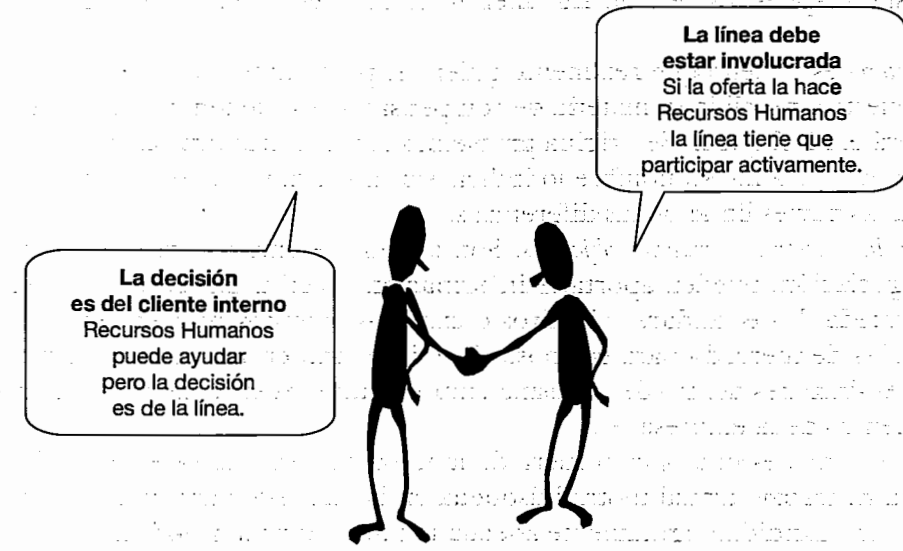 La línea debe
estar involucrada
Si la oferta la hace
Recursos Humanos
la línea tiene que
participar activamente.
La decisión
es del cliente interno
Recursos Humanos
puede ayudar
pero la decisión
es de la línea.